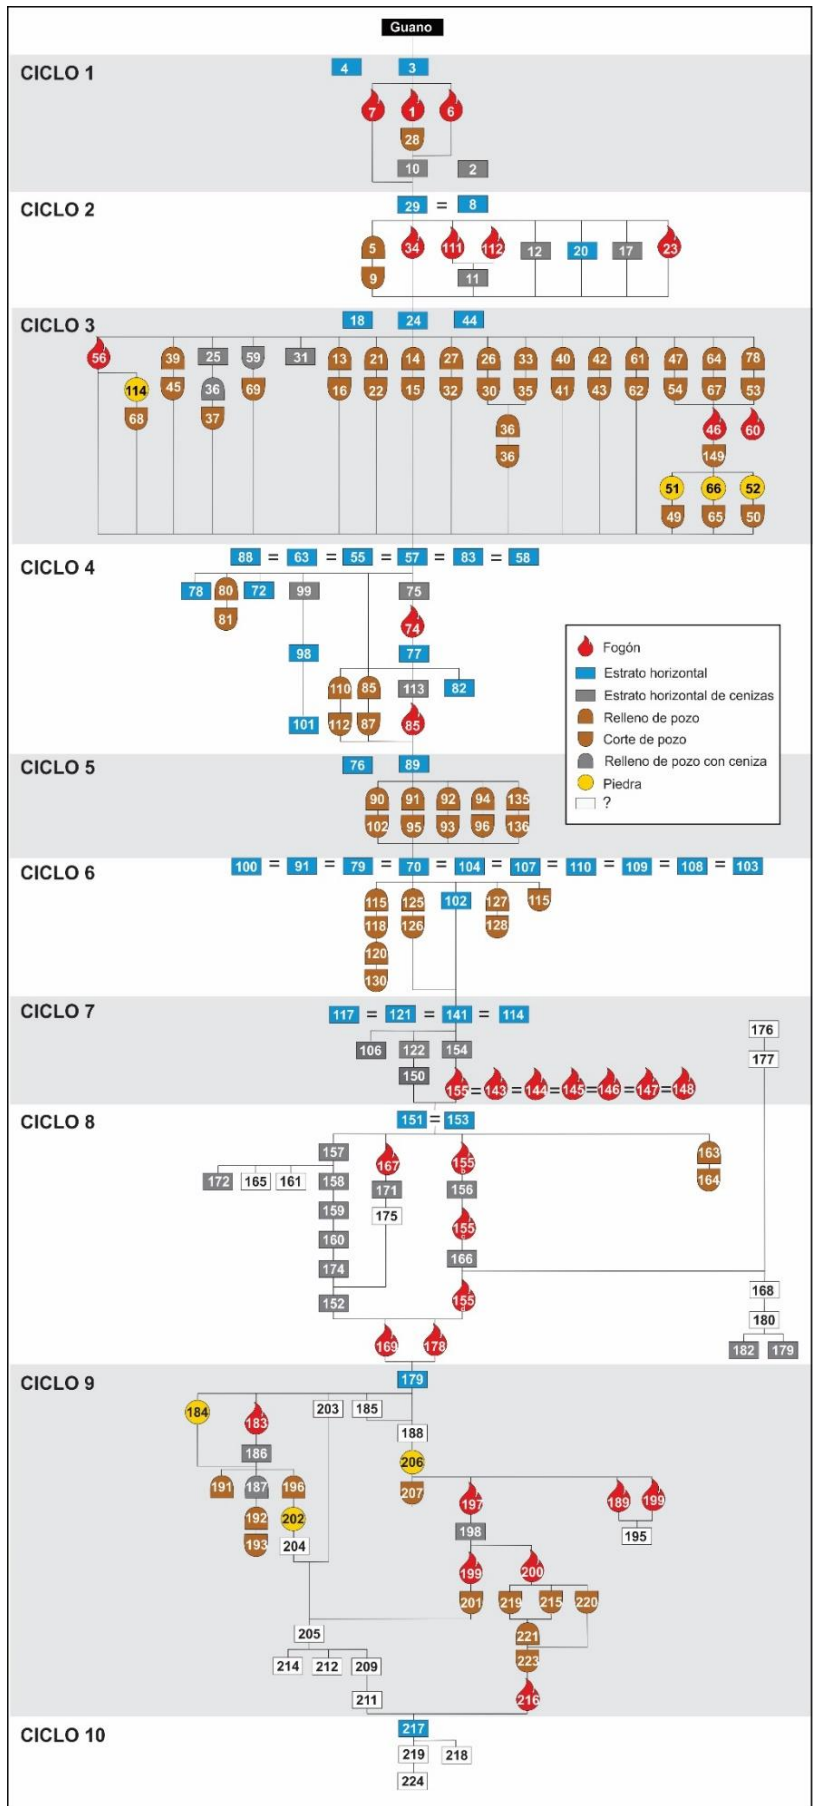 Guano
CICLO 1
4 3
7 1 6
28
10 2
CICLO 2
29 = 8
5 34 111 112 12 20 17 23
9 11
CICLO 3
18 24 44
56 39 25 59 31 13 21 14 27 26 33 40 42 61 47 64 78
114 45 36 69 16 22 15 32 30 35 41 43 62 54 67 53
68 37 36 46 60
36 149
51 66 52
49 65 50
CICLO 4
88 = 63 = 55 = 57 = 83 = 58
78 80 72 99 75
81 74
98 77
110 85 113 82
101 112 87 85
Fogón
Estrato horizontal
Estrato horizontal de cenizas
Relleno de pozo
Corte de pozo
Relleno de pozo con ceniza
Piedra
?
CICLO 5
76 89
90 91 92 94 135
102 95 93 96 136
CICLO 6
100 = 91 = 79 = 70 = 104 = 107 = 110 = 109 = 108 = 103
115 125 102 127 115
118 126 128
120
130
CICLO 7
117 = 121 = 141 = 114
176
106 122 154 177
150 155 = 143 = 144 = 145 = 146 = 147 = 148
CICLO 8
151 = 153
157 167 155 163
172 165 161 158 171 156 164
159 175 155
160 166
174
152 155 168
180
169 178 182 179
CICLO 9
179
184 183 203 185
186 188
206
191 187 196 207 197 189 199
192 202 198 195
193 204 199 200
201 219 215 220
205 221
214 212 209 223
211 216
CICLO 10
217
219 218
224